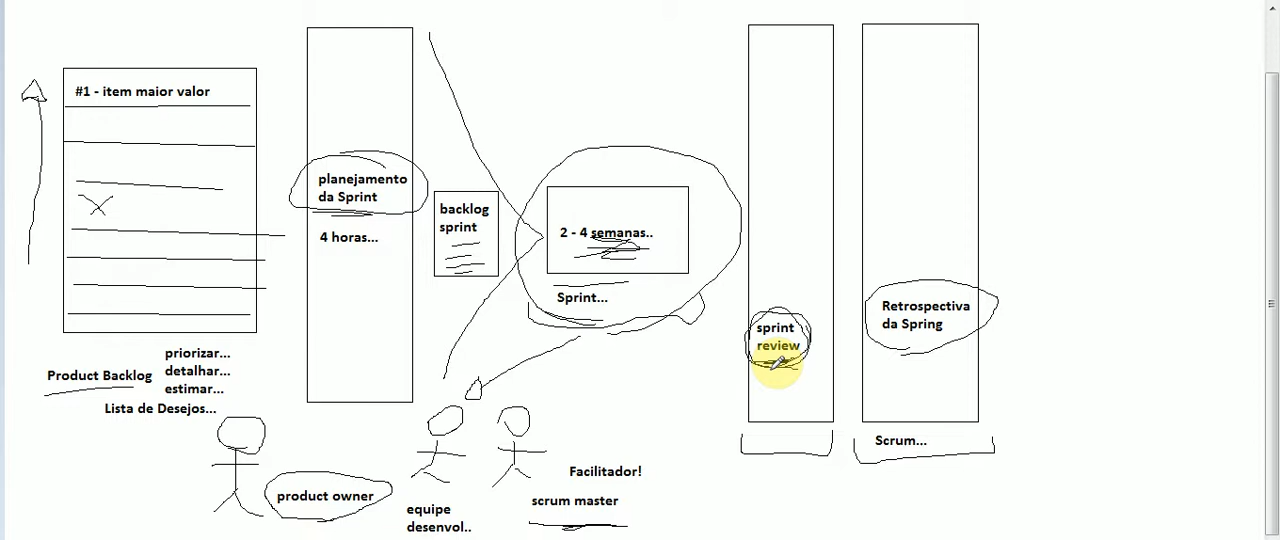 #1 - item maior valor
planejamento
da Sprint
4 horas...
backlog
sprint
2 - 4 semanas..
Sprint...
sprint
review
Retrospectiva
da Spring
priorizar...
Product Backlog
detalhar...
estimar...
Lista de Desejos...
Scrum...
Facilitador!
product owner
scrum master
equipe
desenvol..